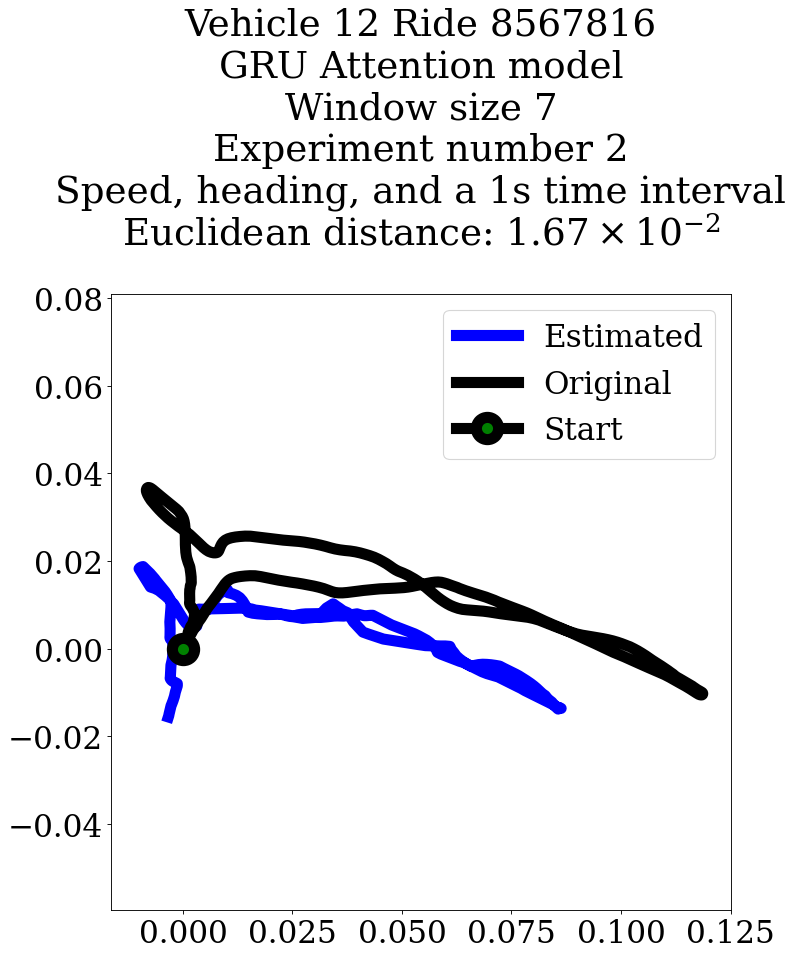 Vehicle 12 Ride 8567816
GRU Attention model
Window size 7
Experiment number 2
Speed, heading, and a 1s time interval
Euclidean distance: 1.67 × 10⁻²
0.08
0.06
0.04
0.02
0.00
−0.02
−0.04
Estimated
Original
Start
0.000 0.025 0.050 0.075 0.100 0.125